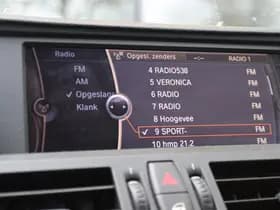 Radio
Opgesl. zenders
--:--
RADIO 1
FM
AM
Opgeslag
Klank
4 RADIO538 FM
5 VERONICA FM
6 RADIO FM
7 RADIO FM
8 Hoogevee FM
9 SPORT- FM
10 hmp 21.2 FM